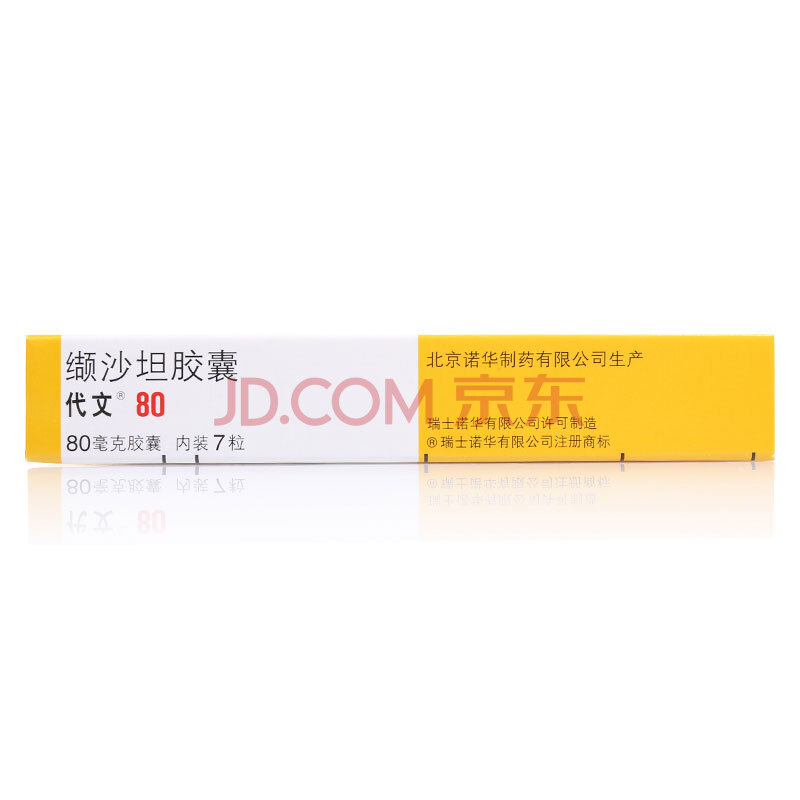 缬沙坦胶囊
代文® 80
80毫克胶囊 内装7粒
北京诺华制药有限公司生产
瑞士诺华有限公司许可制造
®瑞士诺华有限公司注册商标
JD.COM 京东